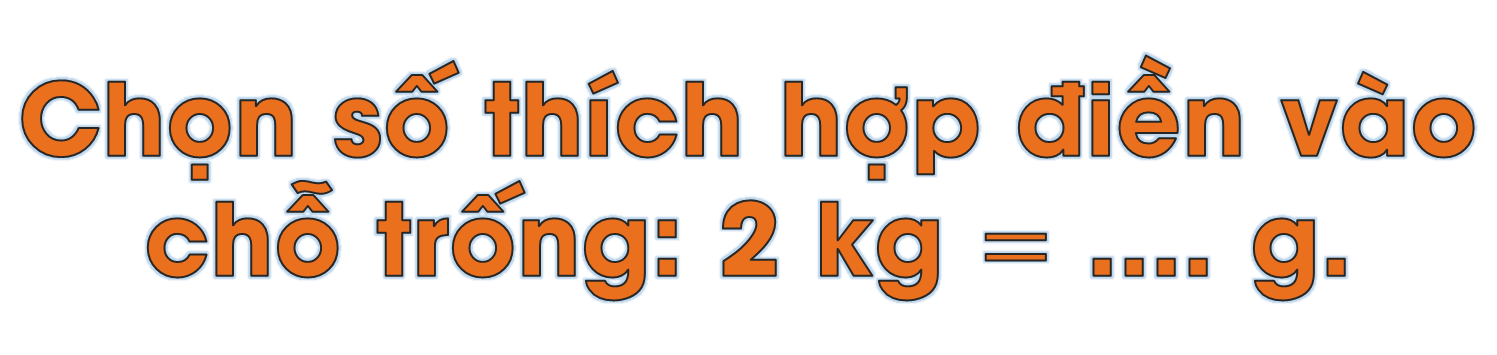 Chọn số thích hợp điền vào
chỗ trống: 2 kg = .... g.